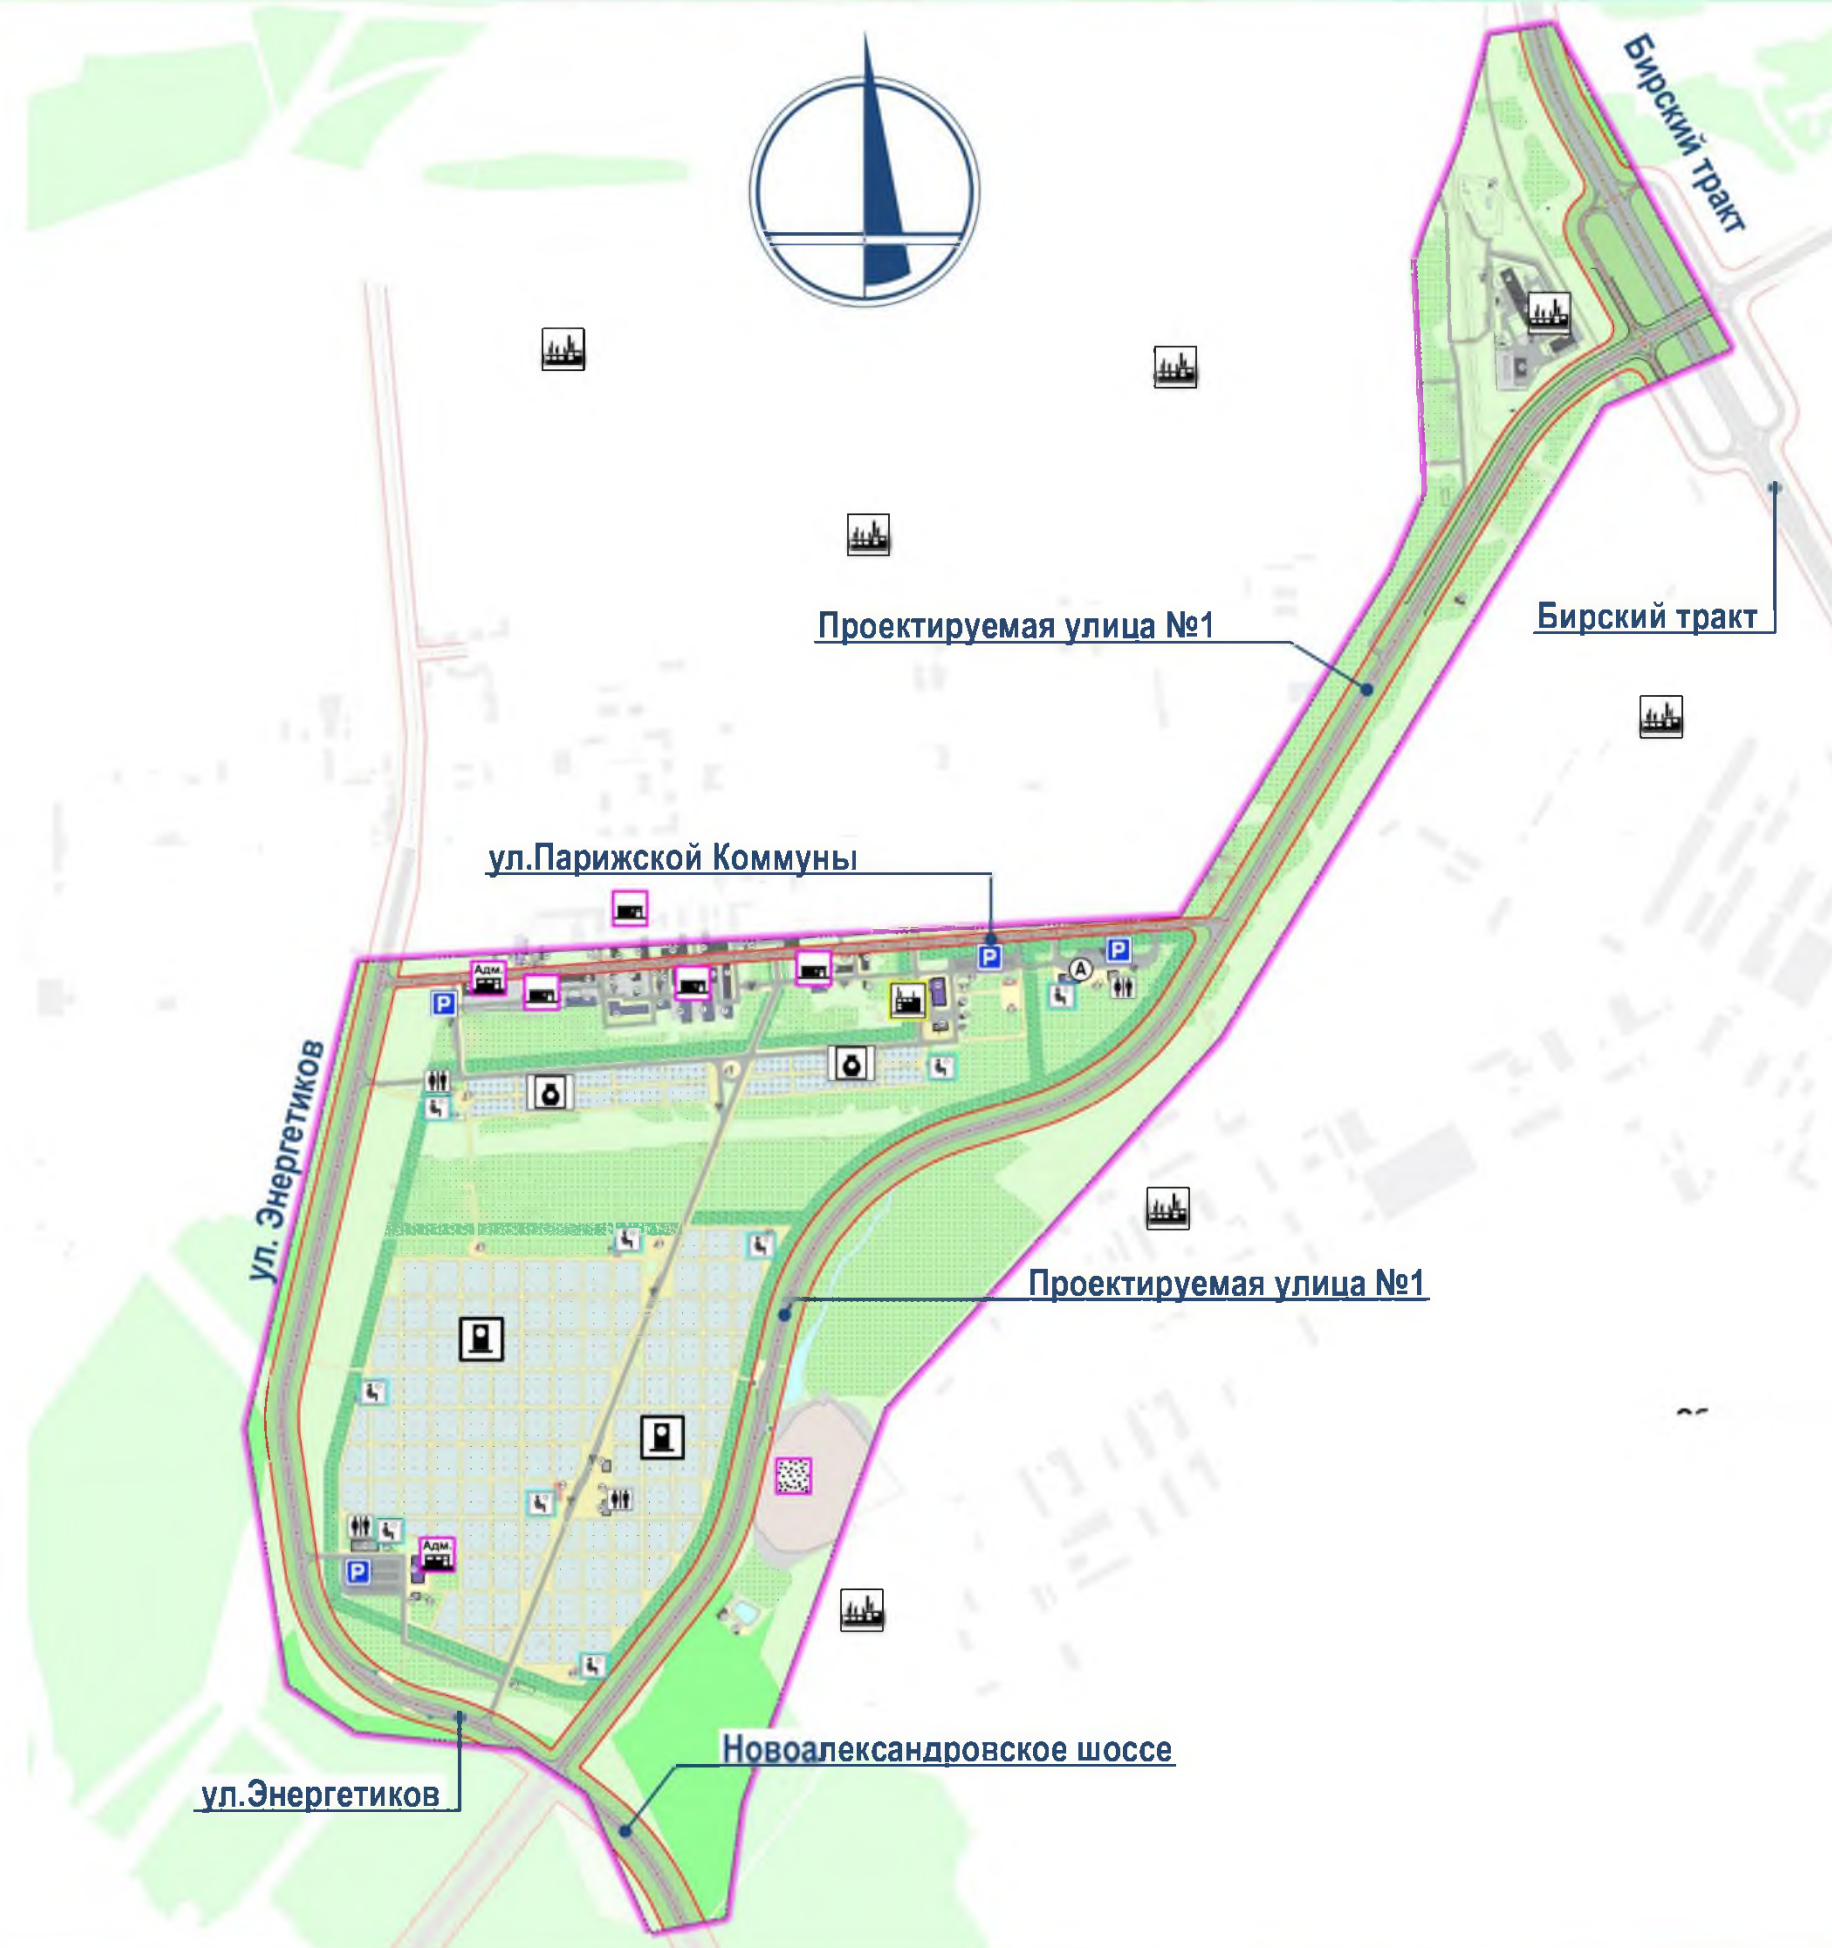 Бирский тракт
Проектируемая улица №1
Бирский тракт
ул.Парижской Коммуны
P
P
Адм.
А
P
ул. Энергетиков
Проектируемая улица №1
Адм.
P
Новоалександровское шоссе
ул.Энергетиков